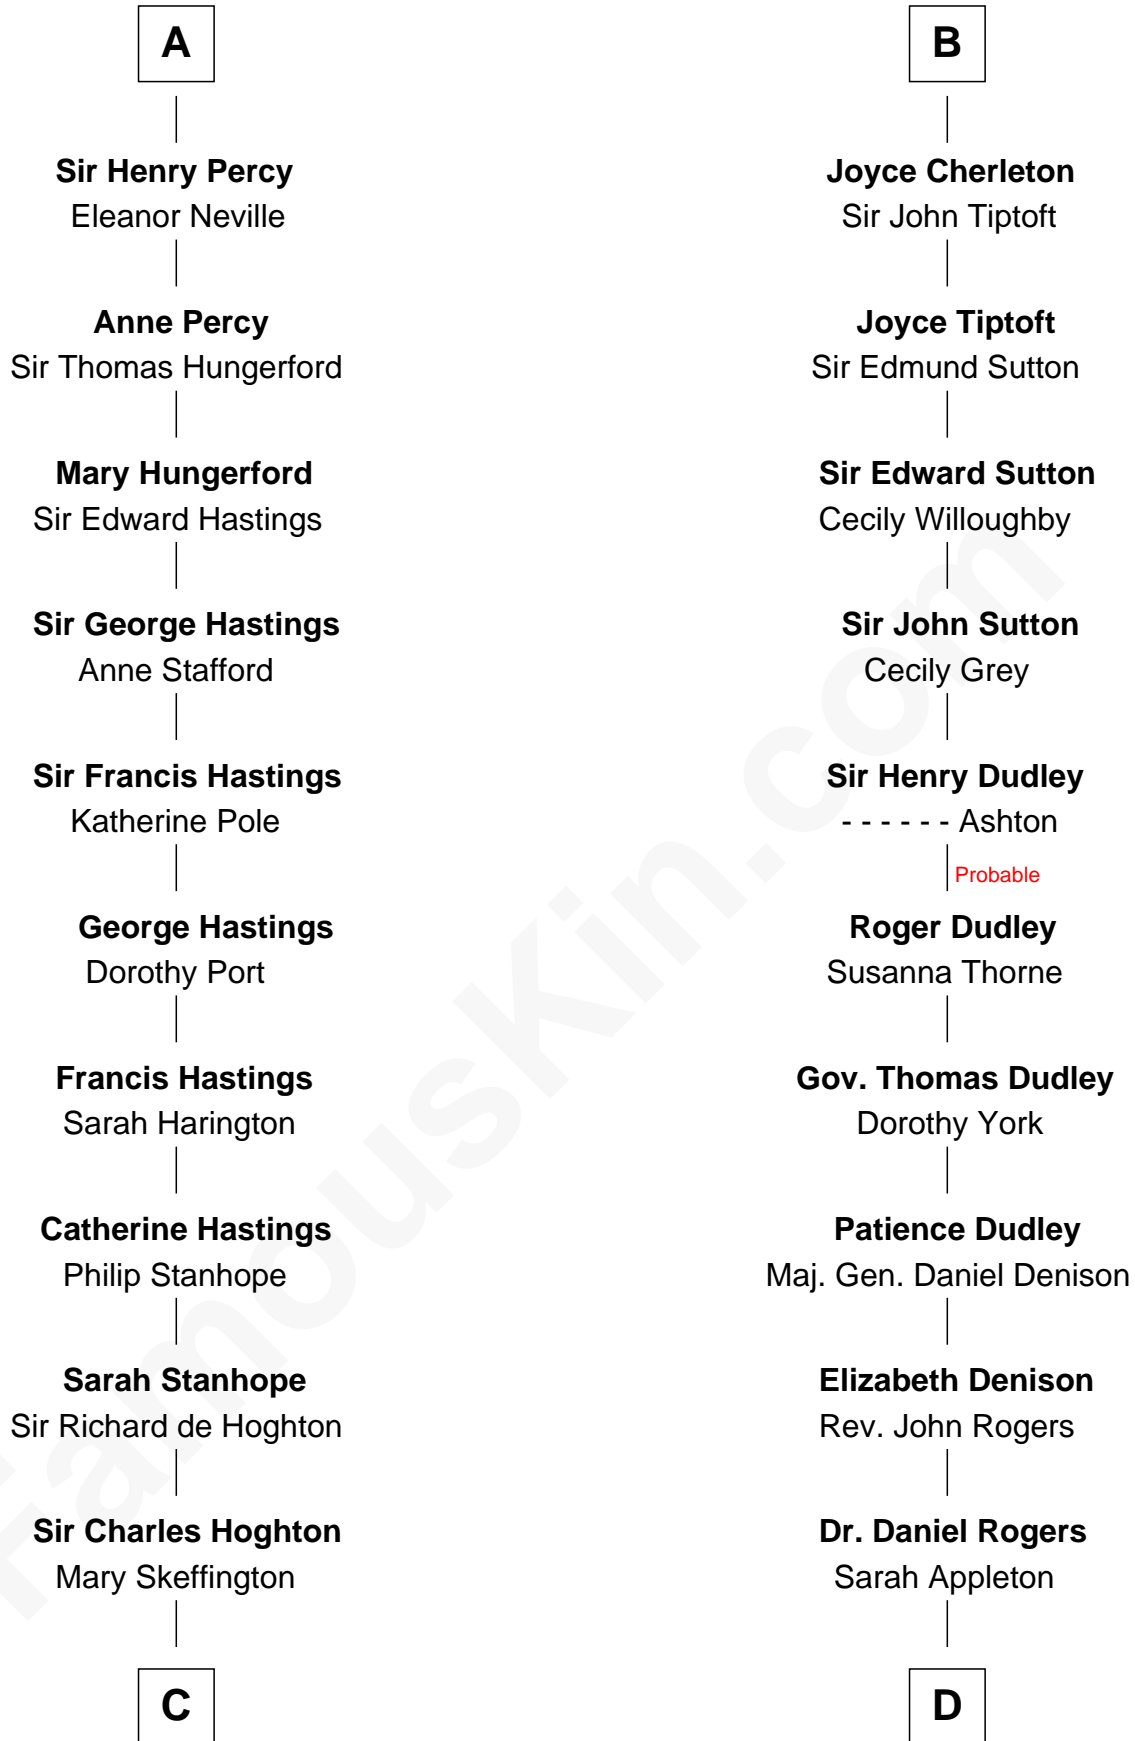 A
Sir Henry Percy
Eleanor Neville
Anne Percy
Sir Thomas Hungerford
Mary Hungerford
Sir Edward Hastings
Sir George Hastings
Anne Stafford
Sir Francis Hastings
Katherine Pole
George Hastings
Dorothy Port
Francis Hastings
Sarah Harington
Catherine Hastings
Philip Stanhope
Sarah Stanhope
Sir Richard de Hoghton
Sir Charles Hoghton
Mary Skeffington
C
B
Joyce Cherleton
Sir John Tiptoft
Joyce Tiptoft
Sir Edmund Sutton
Sir Edward Sutton
Cecily Willoughby
Sir John Sutton
Cecily Grey
Sir Henry Dudley
- - - - - - Ashton
Probable
Roger Dudley
Susanna Thorne
Gov. Thomas Dudley
Dorothy York
Patience Dudley
Maj. Gen. Daniel Denison
Elizabeth Denison
Rev. John Rogers
Dr. Daniel Rogers
Sarah Appleton
D
FamousKin.com